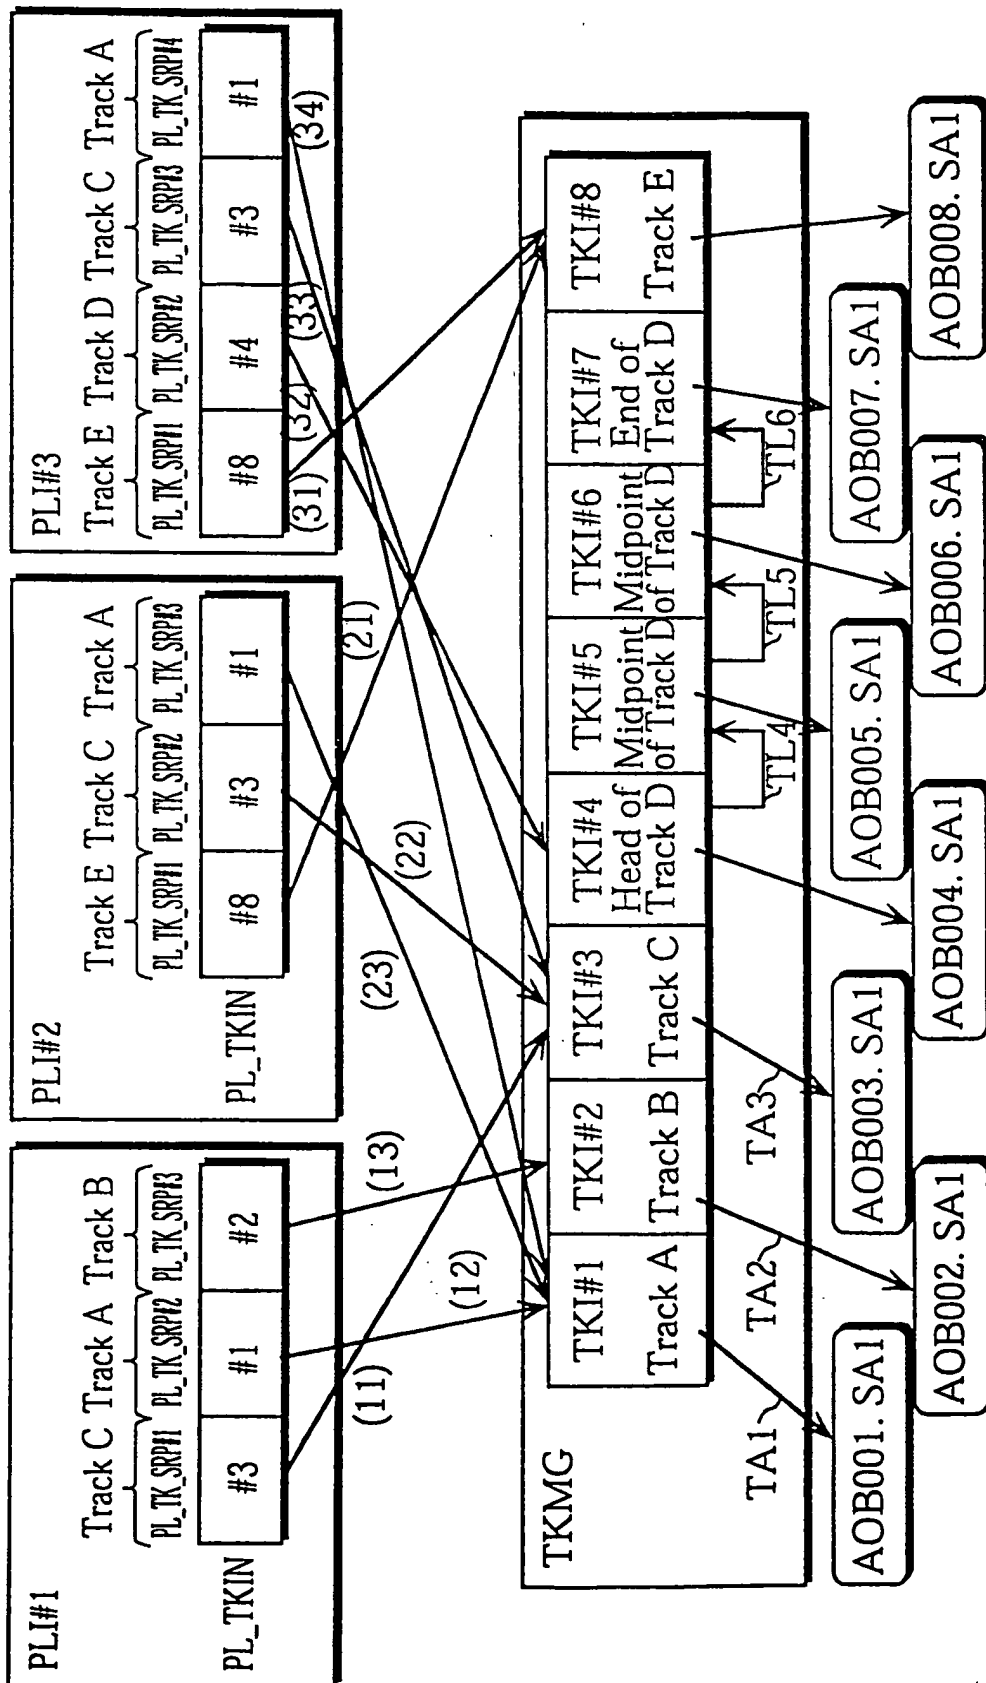 PLI#1
Track C Track A Track B
PL_TK_SRP#1 PL_TK_SRP#2 PL_TK_SRP#3
PL_TKIN
#3 #1 #2
(11)
(12)
(13)
PLI#2
Track E Track C Track A
PL_TK_SRP#1 PL_TK_SRP#2 PL_TK_SRP#3
PL_TKIN
#8 #3 #1
(23)
(22)
(21)
PLI#3
Track E Track D Track C Track A
PL_TK_SRP#1 PL_TK_SRP#2 PL_TK_SRP#3 PL_TK_SRP#4
#8 #4 #3 #1
(31)
(32)
(33)
(34)
TKMG
TKI#1
Track A
TKI#2
Track B
TKI#3
Track C
TKI#4
Head of
Track D
TKI#5
Midpoint
of Track D
TKI#6
Midpoint
of Track D
TKI#7
End of
Track D
TKI#8
Track E
TA1
TA2
TA3
TL4
TL5
TL6
AOB001. SA1
AOB002. SA1
AOB003. SA1
AOB004. SA1
AOB005. SA1
AOB006. SA1
AOB007. SA1
AOB008. SA1